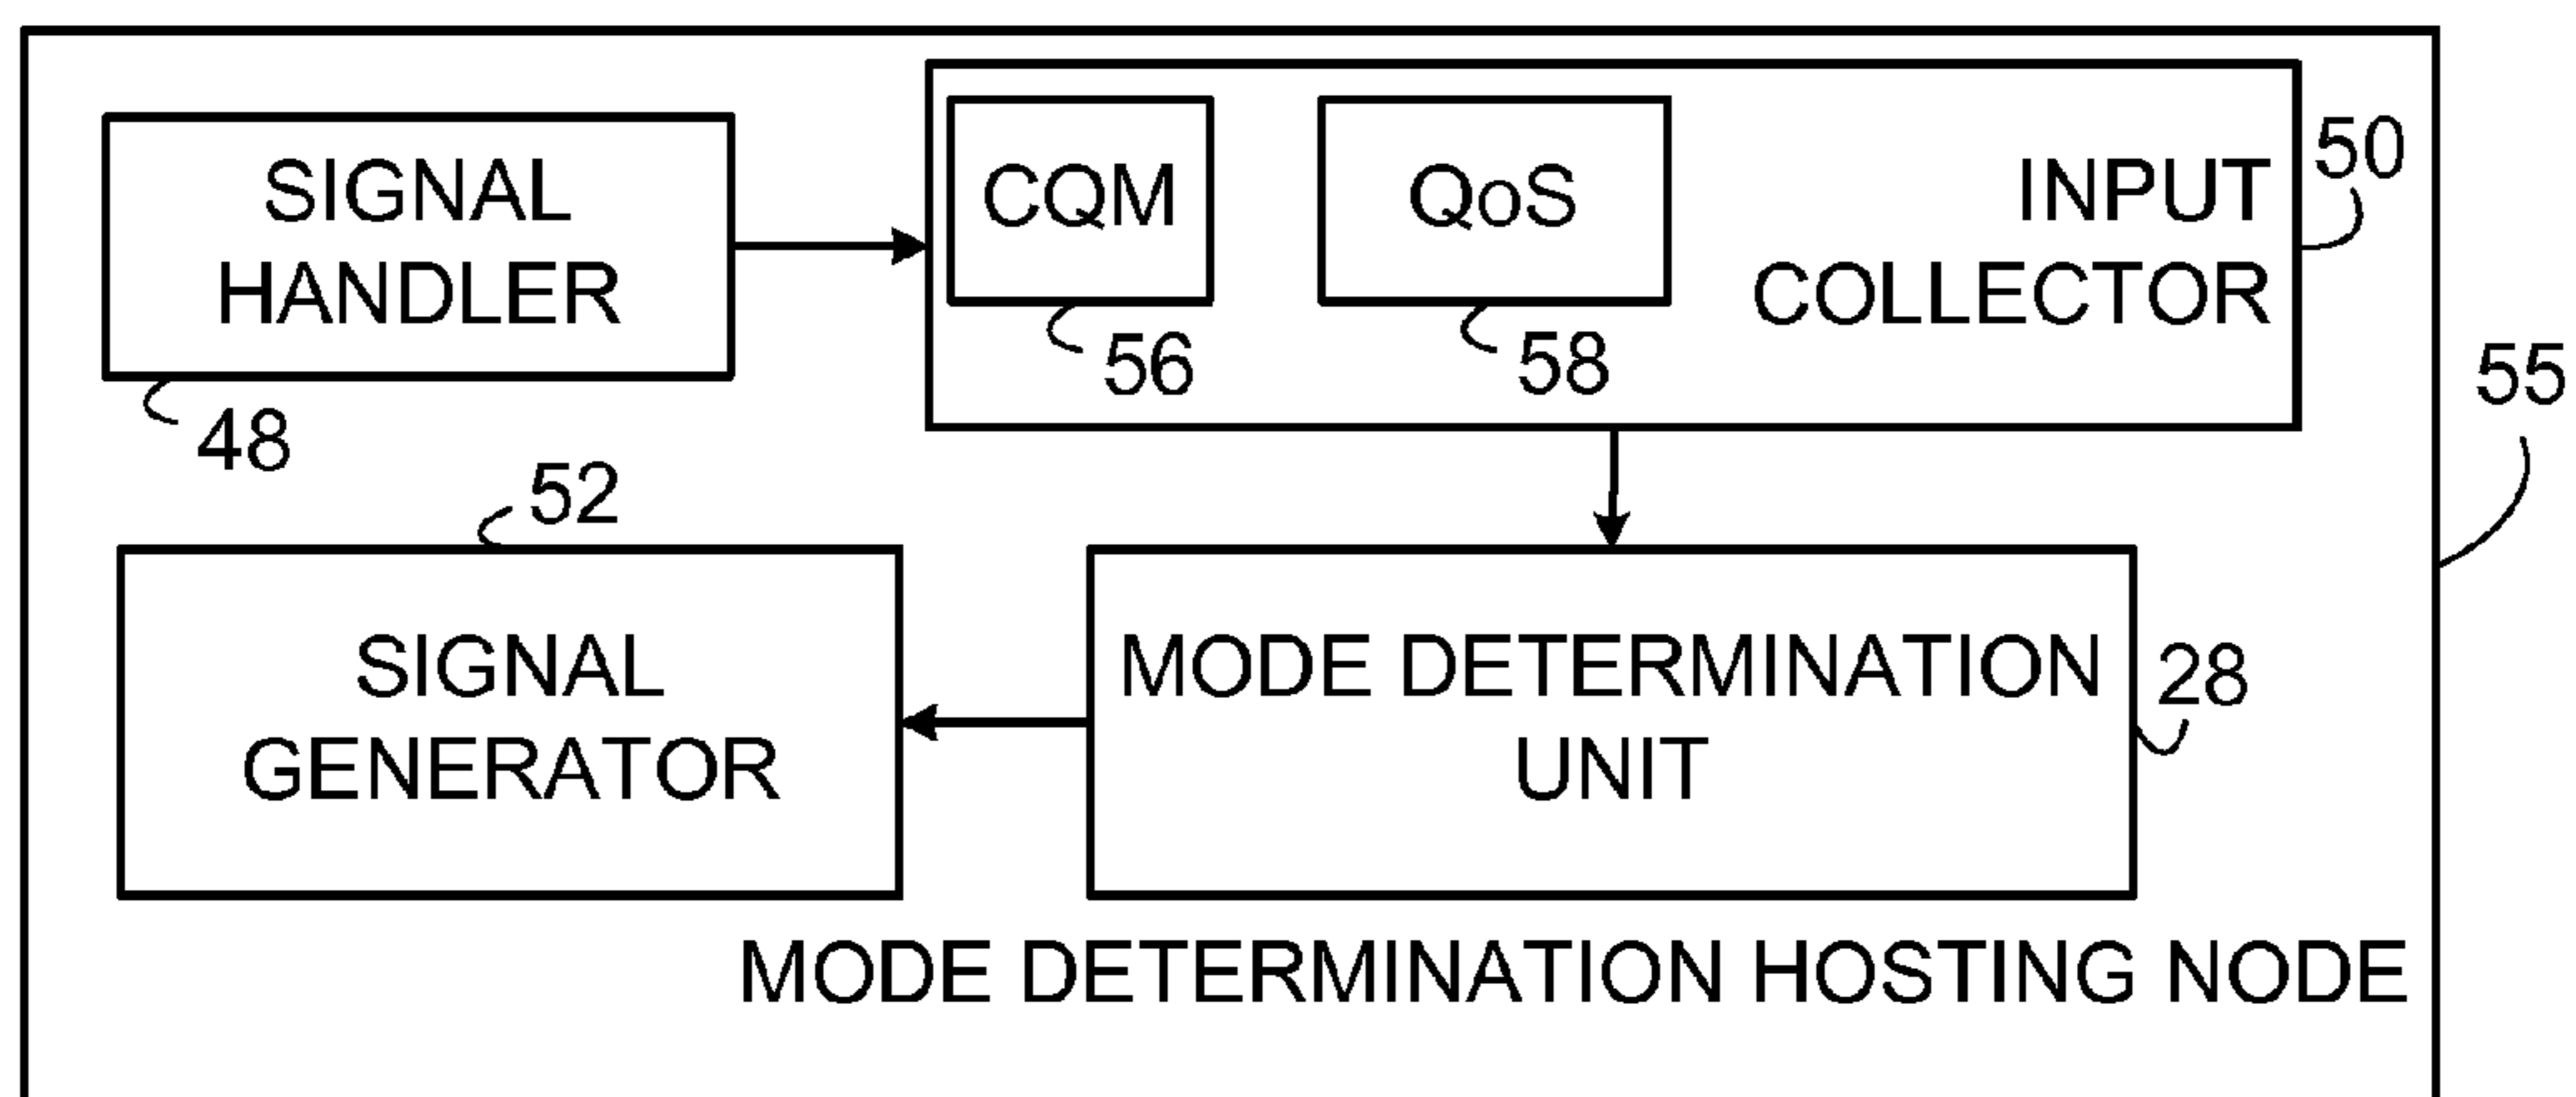 SIGNAL
HANDLER
48
CQM
56
QoS
58
INPUT
COLLECTOR
50
55
52
SIGNAL
GENERATOR
MODE DETERMINATION
UNIT
28
MODE DETERMINATION HOSTING NODE